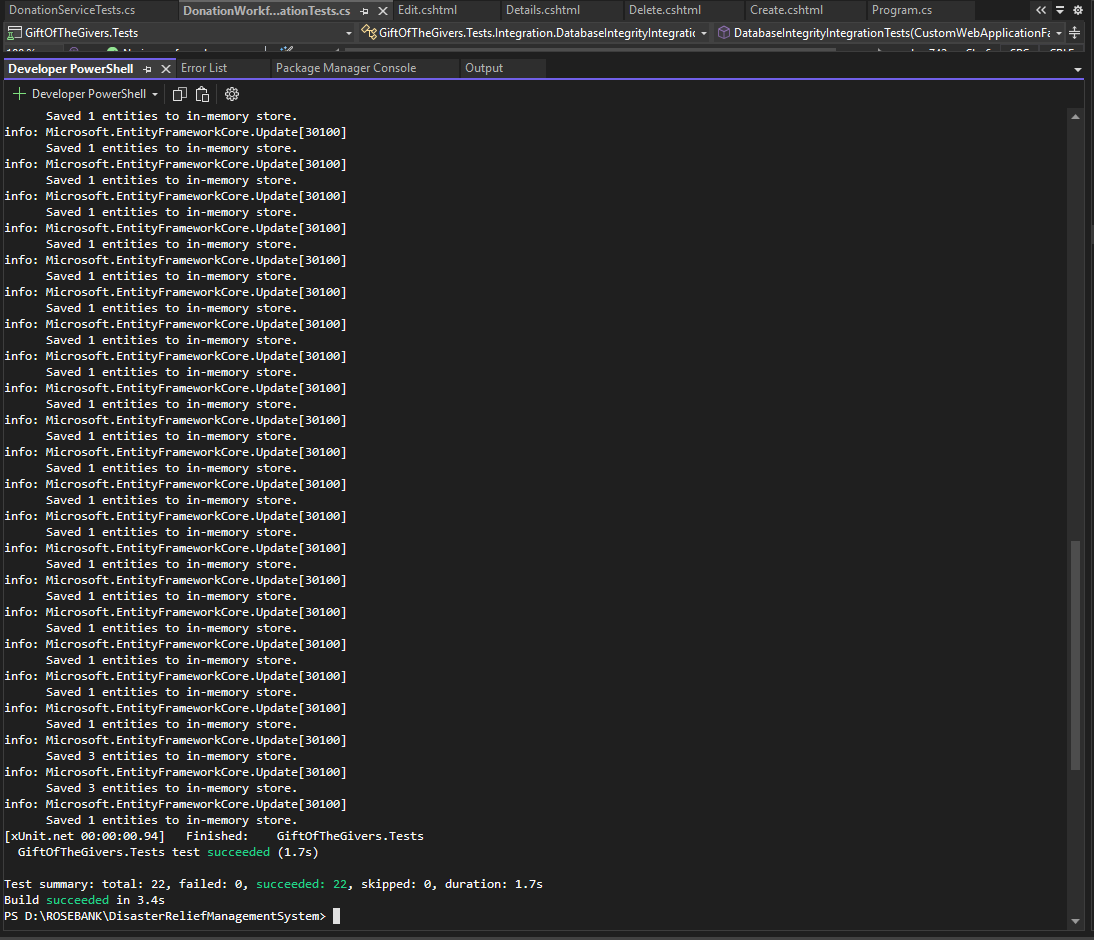 DonationServiceTests.cs
DonationWorkf...ationTests.cs
Edit.cshtml
Details.cshtml
Delete.cshtml
Create.cshtml
Program.cs
GiftOfTheGivers.Tests
GiftOfTheGivers.Tests.Integration.DatabaseIntegrityIntegratio
DatabaseIntegrityIntegrationTests(CustomWebApplicationFa
Developer PowerShell
Error List
Package Manager Console
Output
Developer PowerShell
Saved 1 entities to in-memory store.
info: Microsoft.EntityFrameworkCore.Update[30100]
Saved 1 entities to in-memory store.
info: Microsoft.EntityFrameworkCore.Update[30100]
Saved 1 entities to in-memory store.
info: Microsoft.EntityFrameworkCore.Update[30100]
Saved 1 entities to in-memory store.
info: Microsoft.EntityFrameworkCore.Update[30100]
Saved 1 entities to in-memory store.
info: Microsoft.EntityFrameworkCore.Update[30100]
Saved 1 entities to in-memory store.
info: Microsoft.EntityFrameworkCore.Update[30100]
Saved 1 entities to in-memory store.
info: Microsoft.EntityFrameworkCore.Update[30100]
Saved 1 entities to in-memory store.
info: Microsoft.EntityFrameworkCore.Update[30100]
Saved 1 entities to in-memory store.
info: Microsoft.EntityFrameworkCore.Update[30100]
Saved 1 entities to in-memory store.
info: Microsoft.EntityFrameworkCore.Update[30100]
Saved 1 entities to in-memory store.
info: Microsoft.EntityFrameworkCore.Update[30100]
Saved 1 entities to in-memory store.
info: Microsoft.EntityFrameworkCore.Update[30100]
Saved 1 entities to in-memory store.
info: Microsoft.EntityFrameworkCore.Update[30100]
Saved 1 entities to in-memory store.
info: Microsoft.EntityFrameworkCore.Update[30100]
Saved 1 entities to in-memory store.
info: Microsoft.EntityFrameworkCore.Update[30100]
Saved 1 entities to in-memory store.
info: Microsoft.EntityFrameworkCore.Update[30100]
Saved 1 entities to in-memory store.
info: Microsoft.EntityFrameworkCore.Update[30100]
Saved 1 entities to in-memory store.
info: Microsoft.EntityFrameworkCore.Update[30100]
Saved 1 entities to in-memory store.
info: Microsoft.EntityFrameworkCore.Update[30100]
Saved 1 entities to in-memory store.
info: Microsoft.EntityFrameworkCore.Update[30100]
Saved 3 entities to in-memory store.
info: Microsoft.EntityFrameworkCore.Update[30100]
Saved 3 entities to in-memory store.
info: Microsoft.EntityFrameworkCore.Update[30100]
Saved 1 entities to in-memory store.
[xUnit.net 00:00:00.94] Finished: GiftOfTheGivers.Tests
GiftOfTheGivers.Tests test succeeded (1.7s)
Test summary: total: 22, failed: 0, succeeded: 22, skipped: 0, duration: 1.7s
Build succeeded in 3.4s
PS D:\ROSEBANK\DisasterReliefManagementSystem>